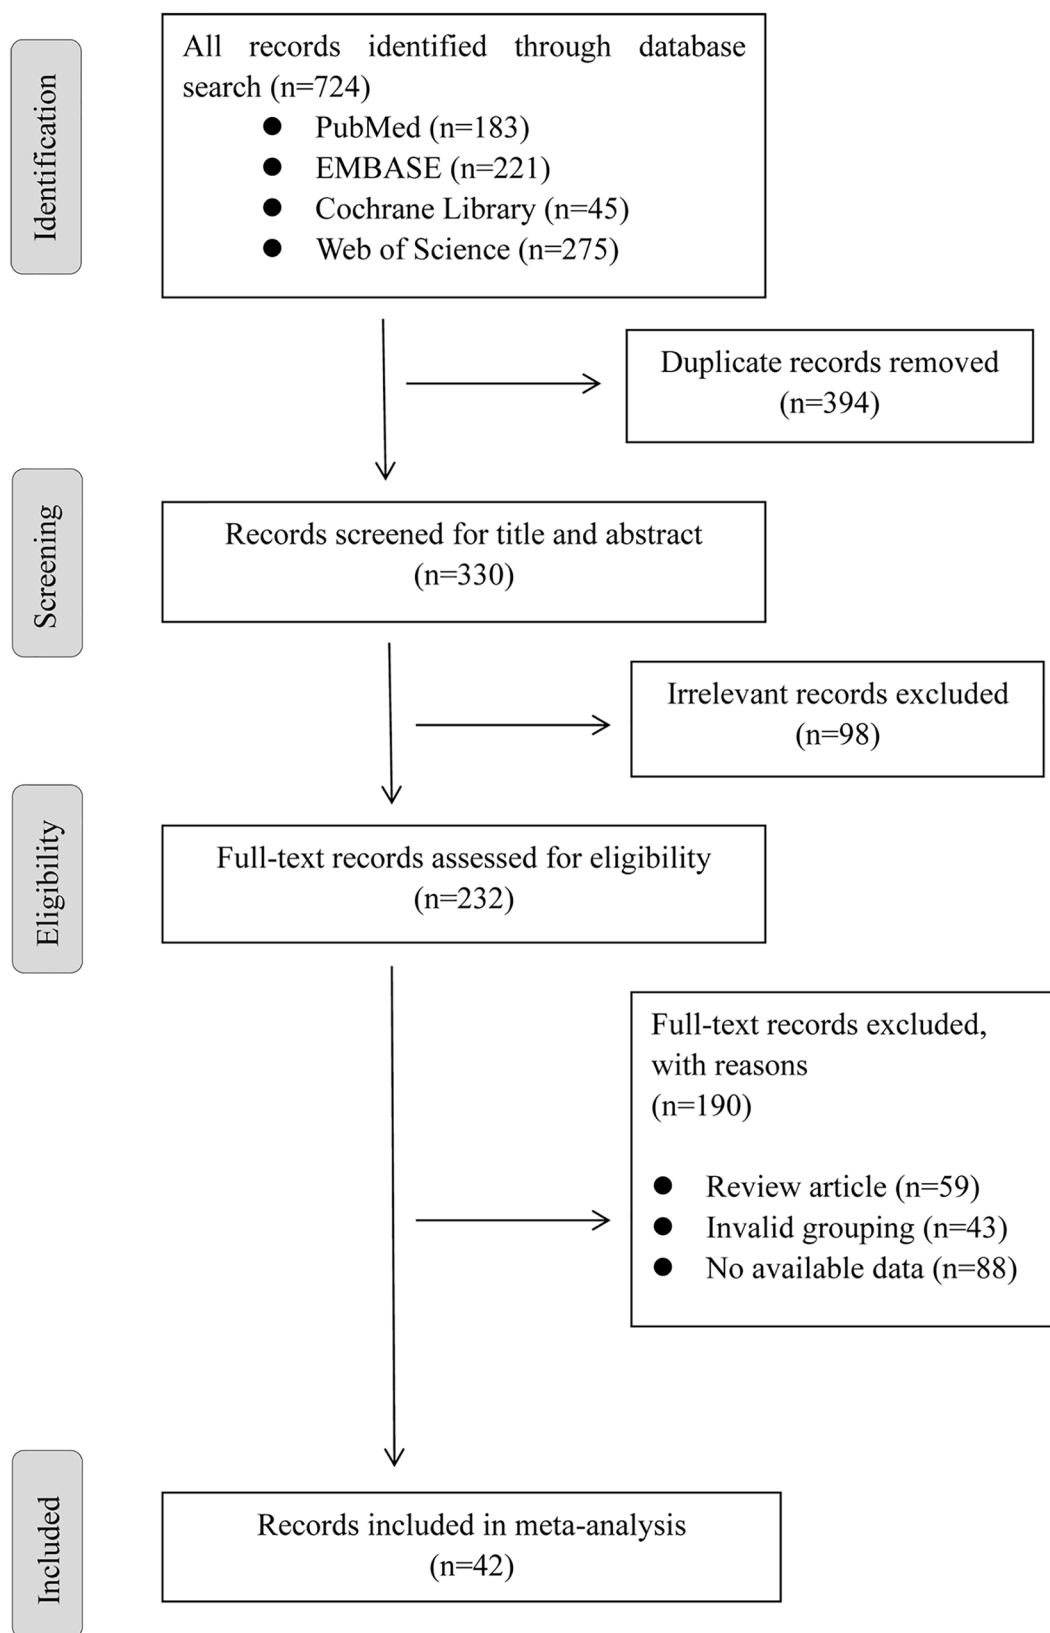 Identification
All records identified through database
search (n=724)
● PubMed (n=183)
● EMBASE (n=221)
● Cochrane Library (n=45)
● Web of Science (n=275)
Duplicate records removed
(n=394)
Screening
Records screened for title and abstract
(n=330)
Irrelevant records excluded
(n=98)
Eligibility
Full-text records assessed for eligibility
(n=232)
Full-text records excluded,
with reasons
(n=190)
● Review article (n=59)
● Invalid grouping (n=43)
● No available data (n=88)
Included
Records included in meta-analysis
(n=42)